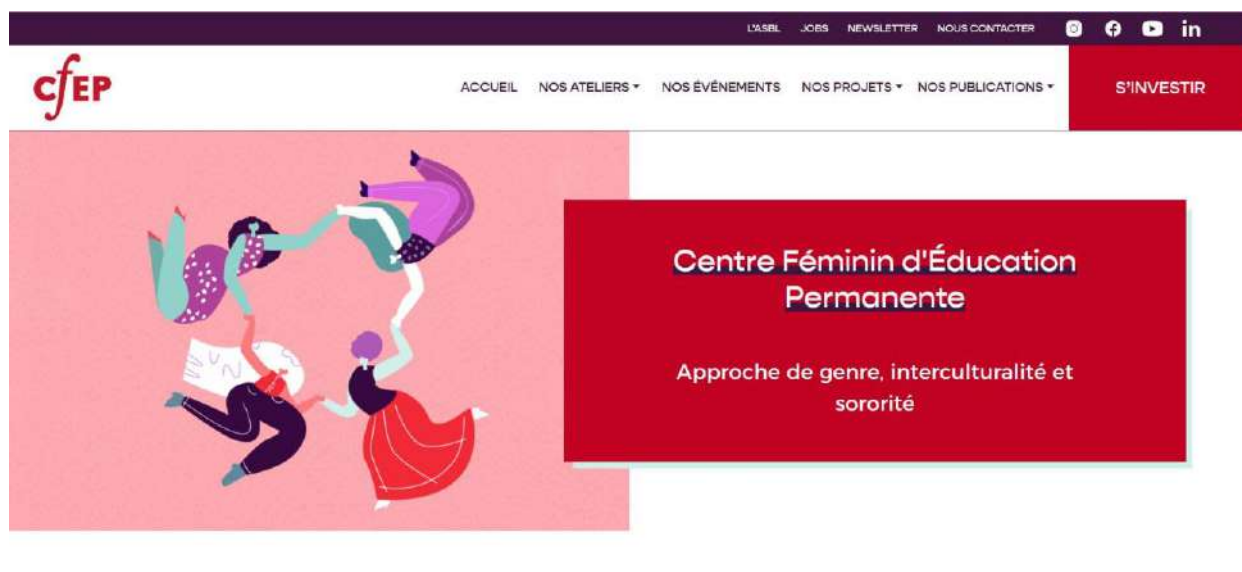 L'ASBL JOBS NEWSLETTER NOUS CONTACTER
cfEP
ACCUEIL NOS ATELIERS NOS ÉVÉNEMENTS NOS PROJETS NOS PUBLICATIONS S'INVESTIR
Centre Féminin d'Éducation
Permanente
Approche de genre, interculturalité et
sororité